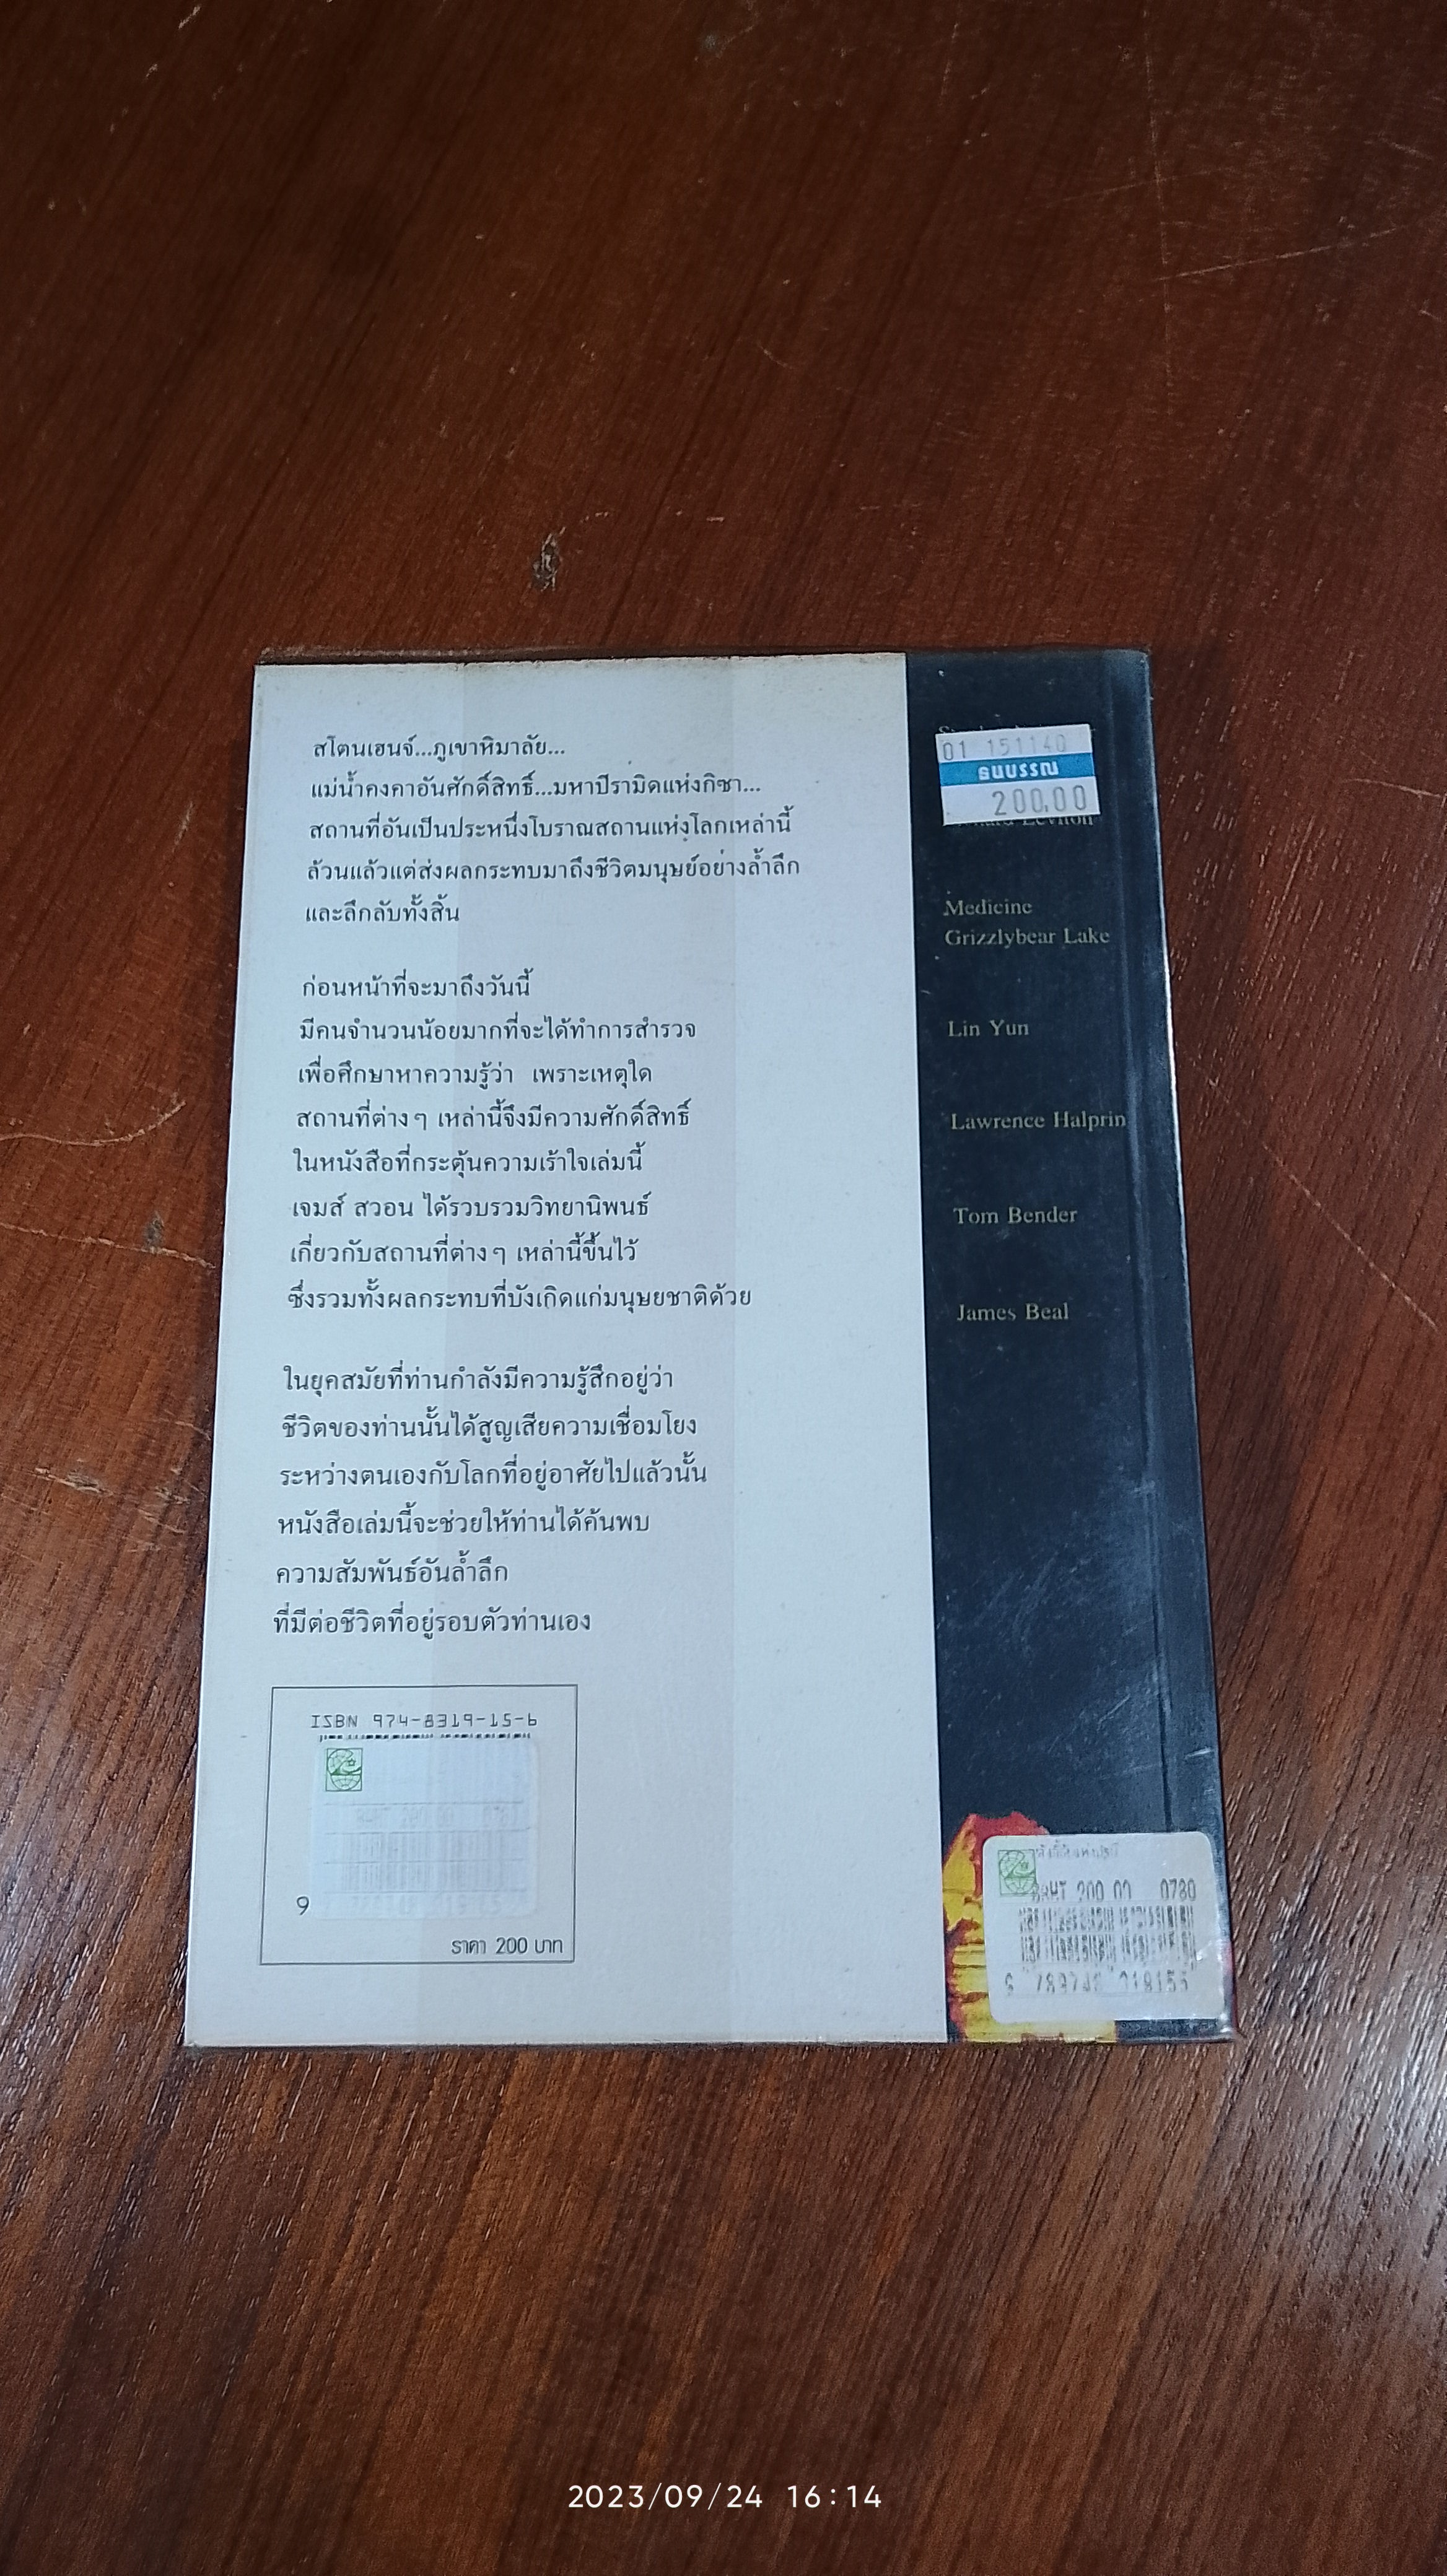 สโตนเฮนจ์...ภูเขาหิมาลัย...
แม่น้ำคงคาอันศักดิ์สิทธิ์...มหาปีรามิดแห่งกิซา...
สถานที่อันเป็นประหนึ่งโบราณสถานแห่งโลกเหล่านี้
ล้วนแล้วแต่ส่งผลกระทบมาถึงชีวิตมนุษย์อย่างล้ำลึก
และลึกลับทั้งสิ้น
ก่อนหน้าที่จะมาถึงวันนี้
มีคนจำนวนน้อยมากที่จะได้ทำการสำรวจ
เพื่อศึกษาหาความรู้ว่า เพราะเหตุใด
สถานที่ต่างๆ เหล่านี้จึงมีความศักดิ์สิทธิ์
ในหนังสือที่กระตุ้นความเร้าใจเล่มนี้
เจมส์ สวอน ได้รวบรวมวิทยานิพนธ์
เกี่ยวกับสถานที่ต่างๆ เหล่านี้ขึ้นไว้
ซึ่งรวมทั้งผลกระทบที่บังเกิดแก่มนุษยชาติด้วย
ในยุคสมัยที่ท่านกำลังมีความรู้สึกอยู่ว่า
ชีวิตของท่านนั้นได้สูญเสียความเชื่อมโยง
ระหว่างตนเองกับโลกที่อยู่อาศัยไปแล้วนั้น
หนังสือเล่มนี้จะช่วยให้ท่านได้ค้นพบ
ความสัมพันธ์อันล้ำลึก
ที่มีต่อชีวิตที่อยู่รอบตัวท่านเอง
ISBN 974-8319-15-6
9
ราคา 200 บาท
01 151140
ธนบรรณ
200.00
Medicine
Grizzlybear Lake
Lin Yun
Lawrence Halprin
Tom Bender
James Beal
BAHT 200 00 0780
2023/09/24 16:14